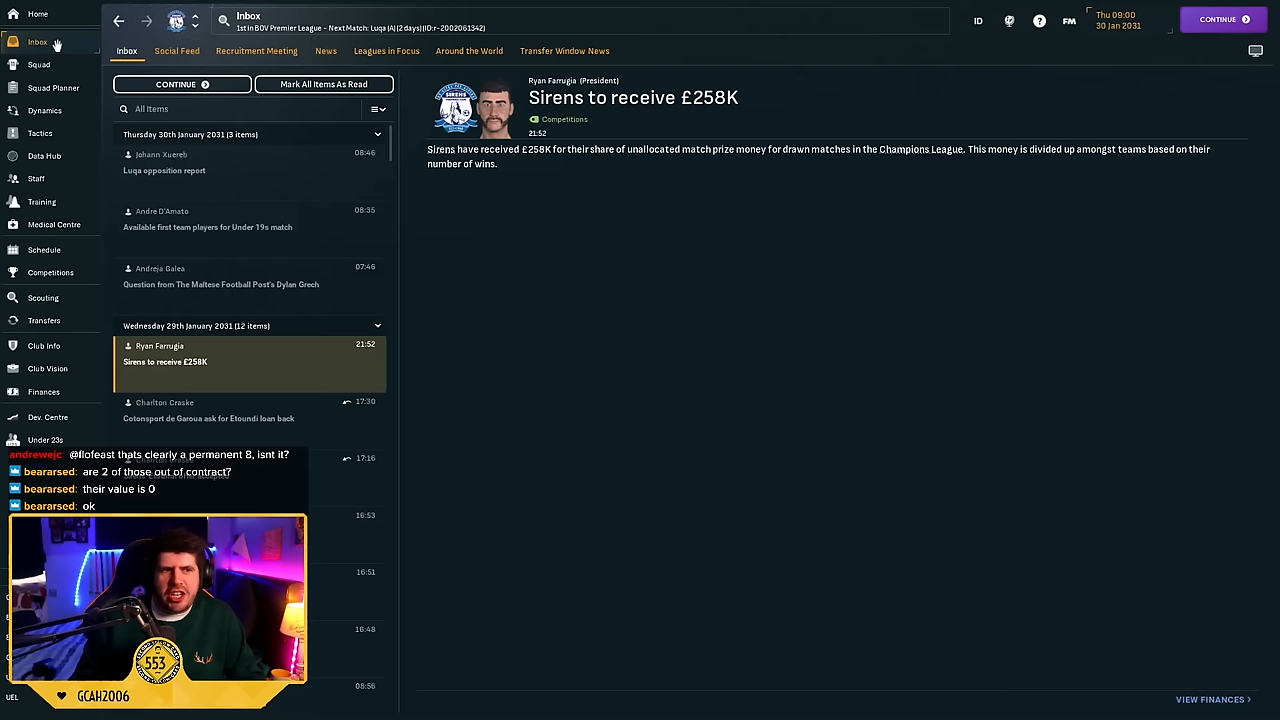 Home
Inbox
Squad
Squad Planner
Dynamics
Tactics
Data Hub
Staff
Training
Medical Centre
Schedule
Competitions
Scouting
Transfers
Club Info
Club Vision
Finances
Dev. Centre
Under 23s
UEL
Inbox
1st in BOV Premier League - Next Match: Luqa (A) (2 days) (ID:r-2002061342)
ID
FM
Thu 09:00
30 Jan 2031
CONTINUE
Inbox
Social Feed
Recruitment Meeting
News
Leagues in Focus
Around the World
Transfer Window News
CONTINUE
Mark All Items As Read
All Items
Thursday 30th January 2031 (3 items)
Johann Xuereb 08:46
Luqa opposition report
Andre D'Amato 08:35
Available first team players for Under 19s match
Andreja Galea 07:46
Question from The Maltese Football Post's Dylan Grech
Wednesday 29th January 2031 (12 items)
Ryan Farrugia 21:52
Sirens to receive £258K
Charlton Craske 17:30
Cotonsport de Garoua ask for Etoundi loan back
17:16
16:53
16:51
16:48
08:56
SIRENS
Ryan Farrugia (President)
Sirens to receive £258K
Competitions
21:52
Sirens have received £258K for their share of unallocated match prize money for drawn matches in the Champions League. This money is divided up amongst teams based on their
number of wins.
VIEW FINANCES >
andrewejc: @flofeast thats clearly a permanent 8, isnt it?
beararsed: are 2 of those out of contract?
beararsed: their value is 0
beararsed: ok
553
GCAH2006